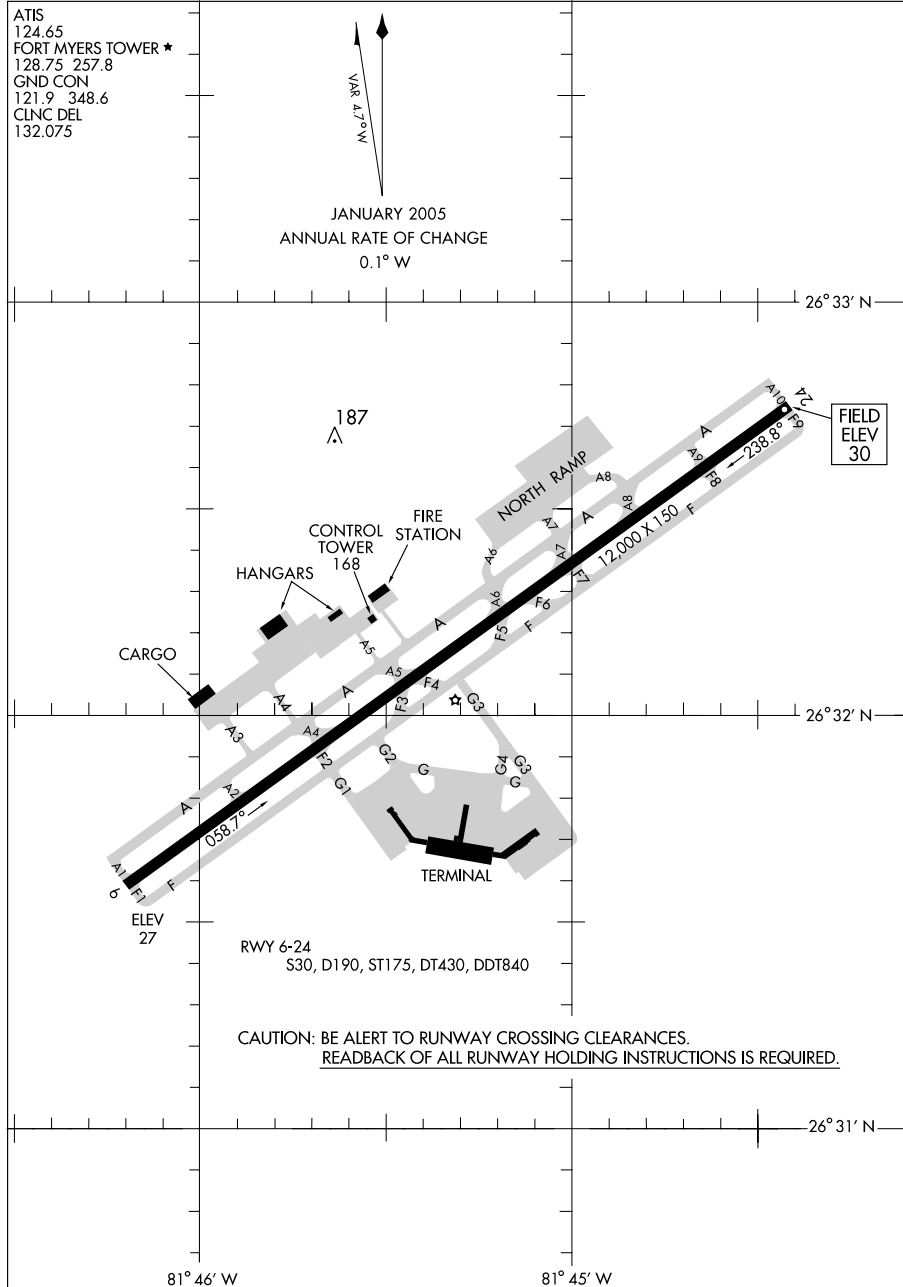 ATIS
124.65
FORT MYERS TOWER ★
128.75 257.8
GND CON
121.9 348.6
CLNC DEL
132.075
VAR 4.7° W
JANUARY 2005
ANNUAL RATE OF CHANGE
0.1° W
26° 33' N
187
A10
24
F9
FIELD
ELEV
30
A
A9
238.8°
F8
NORTH RAMP
A8
A8
A
F
A7
A7
12,000 X 150
FIRE
STATION
CONTROL
TOWER
168
HANGARS
A6
A6
F7
F6
F5
F
A
A5
A5
CARGO
F4
F3
G3
A4
A
A3
A4
26° 32' N
F2
G2
G
G1
G4
G3
G
A2
A
058.7°
TERMINAL
A1
F
6
F1
ELEV
27
RWY 6-24
S30, D190, ST175, DT430, DDT840
CAUTION: BE ALERT TO RUNWAY CROSSING CLEARANCES.
READBACK OF ALL RUNWAY HOLDING INSTRUCTIONS IS REQUIRED.
26° 31' N
81° 46' W
81° 45' W